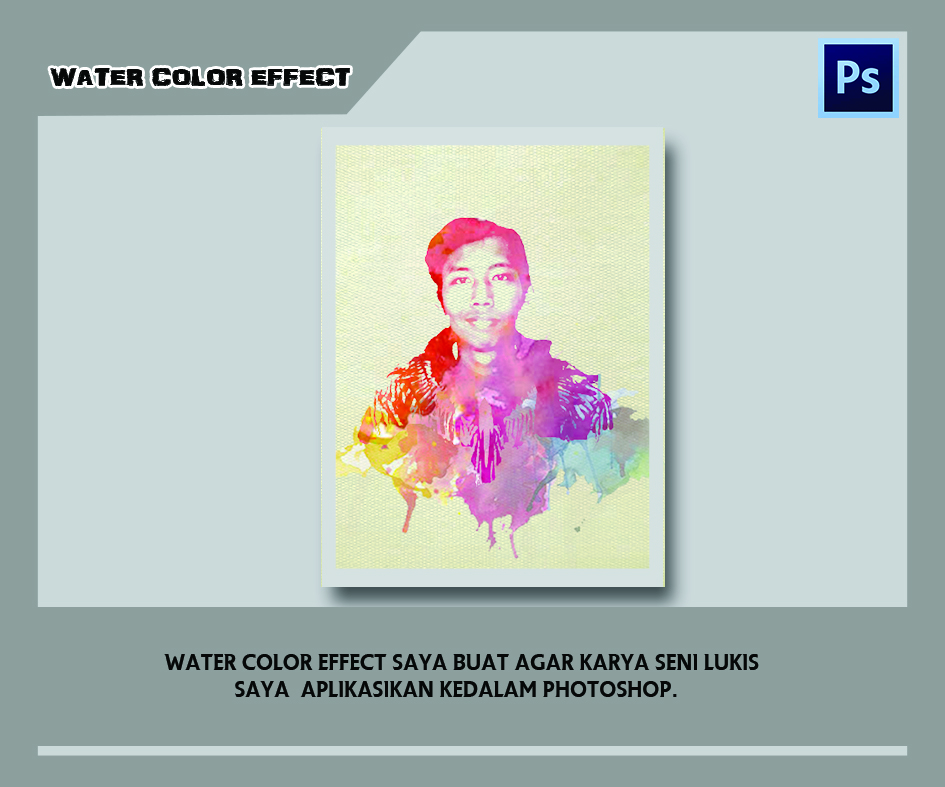 WATER COLOR EFFECT
Ps
WATER COLOR EFFECT SAYA BUAT AGAR KARYA SENI LUKIS
SAYA APLIKASIKAN KEDALAM PHOTOSHOP.